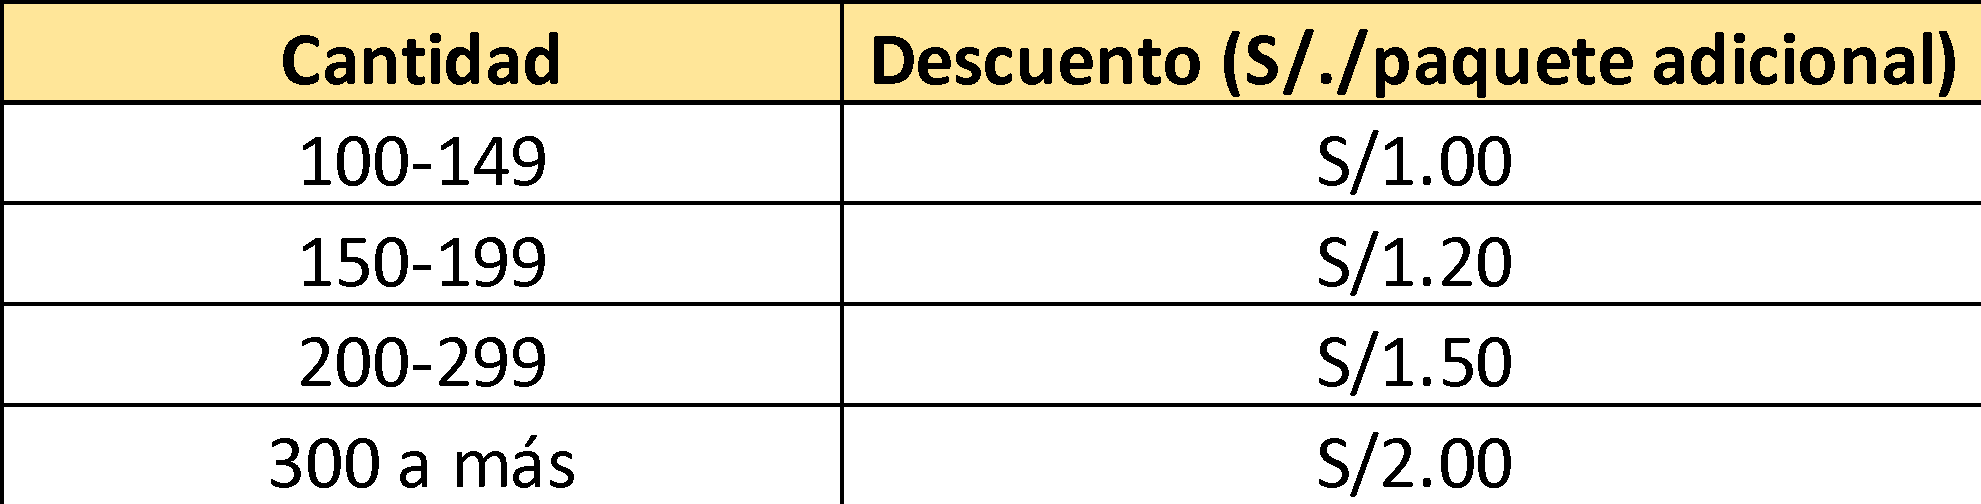 Cantidad Descuento (S/./paquete adicional)
100-149 S/1.00
150-199 S/1.20
200-299 S/1.50
300 a más S/2.00